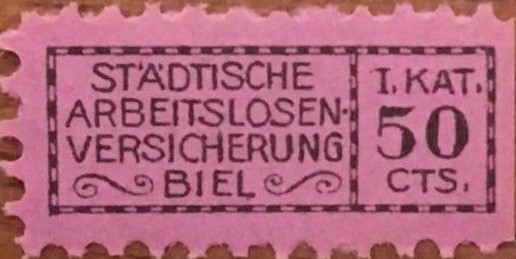 STÄDTISCHE
ARBEITSLOSEN-
VERSICHERUNG
BIEL
I. KAT.
50
CTS.